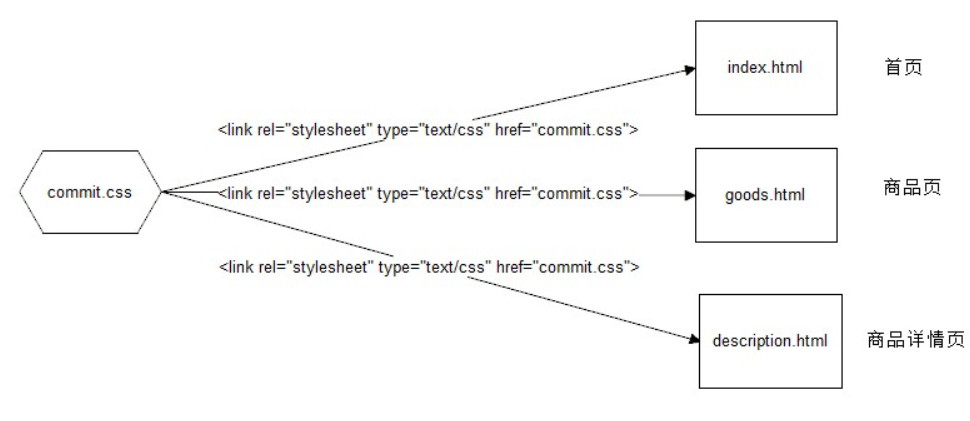 index.html
首页
<link rel="stylesheet" type="text/css" href="commit.css">
commit.css
<link rel="stylesheet" type="text/css" href="commit.css">
goods.html
商品页
<link rel="stylesheet" type="text/css" href="commit.css">
description.html
商品详情页